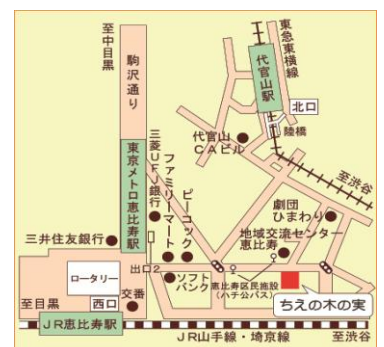 至中目黒
駒沢通り
東急東横線
代官山駅
北口
陸橋
代官山
CAビル
至渋谷
東京メトロ恵比寿駅
三菱UFJ銀行
ファミリーマート
ピーコック
劇団
ひまわり
地域交流センター
恵比寿
三井住友銀行
出口2
ロータリー
ソフト
バンク
恵比寿区民施設
(ハチ公バス)
ちえの木の実
至目黒
西口
交番
JR恵比寿駅
JR山手線・埼京線
至渋谷